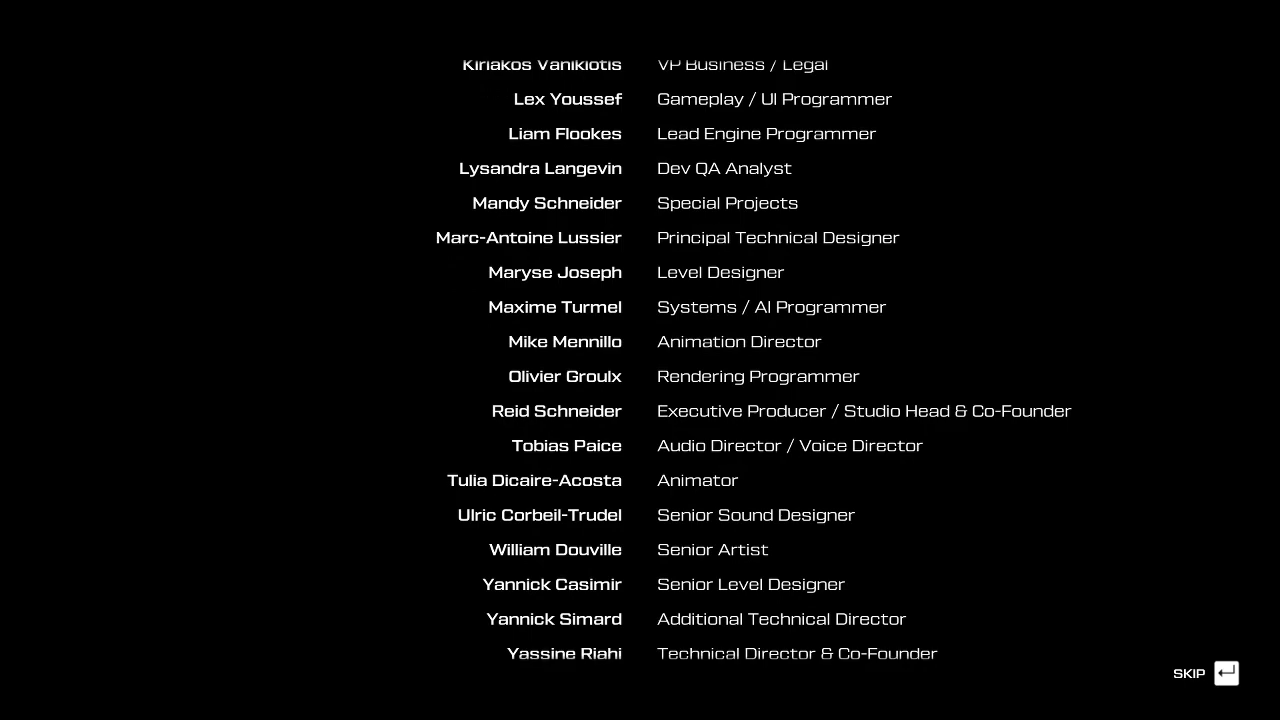 Kiriakos Vanikiotis VP Business / Legal
Lex Youssef Gameplay / UI Programmer
Liam Flookes Lead Engine Programmer
Lysandra Langevin Dev QA Analyst
Mandy Schneider Special Projects
Marc-Antoine Lussier Principal Technical Designer
Maryse Joseph Level Designer
Maxime Turmel Systems / AI Programmer
Mike Mennillo Animation Director
Olivier Groulx Rendering Programmer
Reid Schneider Executive Producer / Studio Head & Co-Founder
Tobias Paice Audio Director / Voice Director
Tulia Dicaire-Acosta Animator
Ulric Corbeil-Trudel Senior Sound Designer
William Douville Senior Artist
Yannick Casimir Senior Level Designer
Yannick Simard Additional Technical Director
Yassine Riahi Technical Director & Co-Founder
SKIP